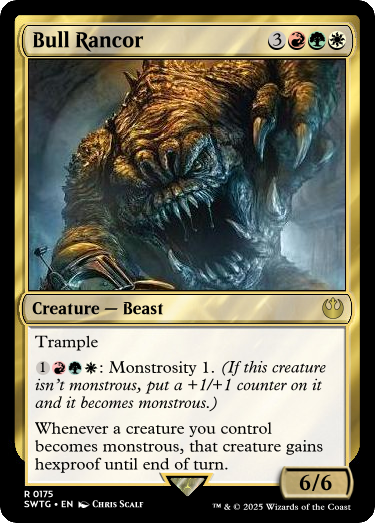 Bull Rancor 3
Creature — Beast
Trample
1: Monstrosity 1. (If this creature
isn't monstrous, put a +1/+1 counter on it
and it becomes monstrous.)
Whenever a creature you control
becomes monstrous, that creature gains
hexproof until end of turn.
6/6
R 0175
SWTG • EN Chris Scalf
™ & © 2025 Wizards of the Coast